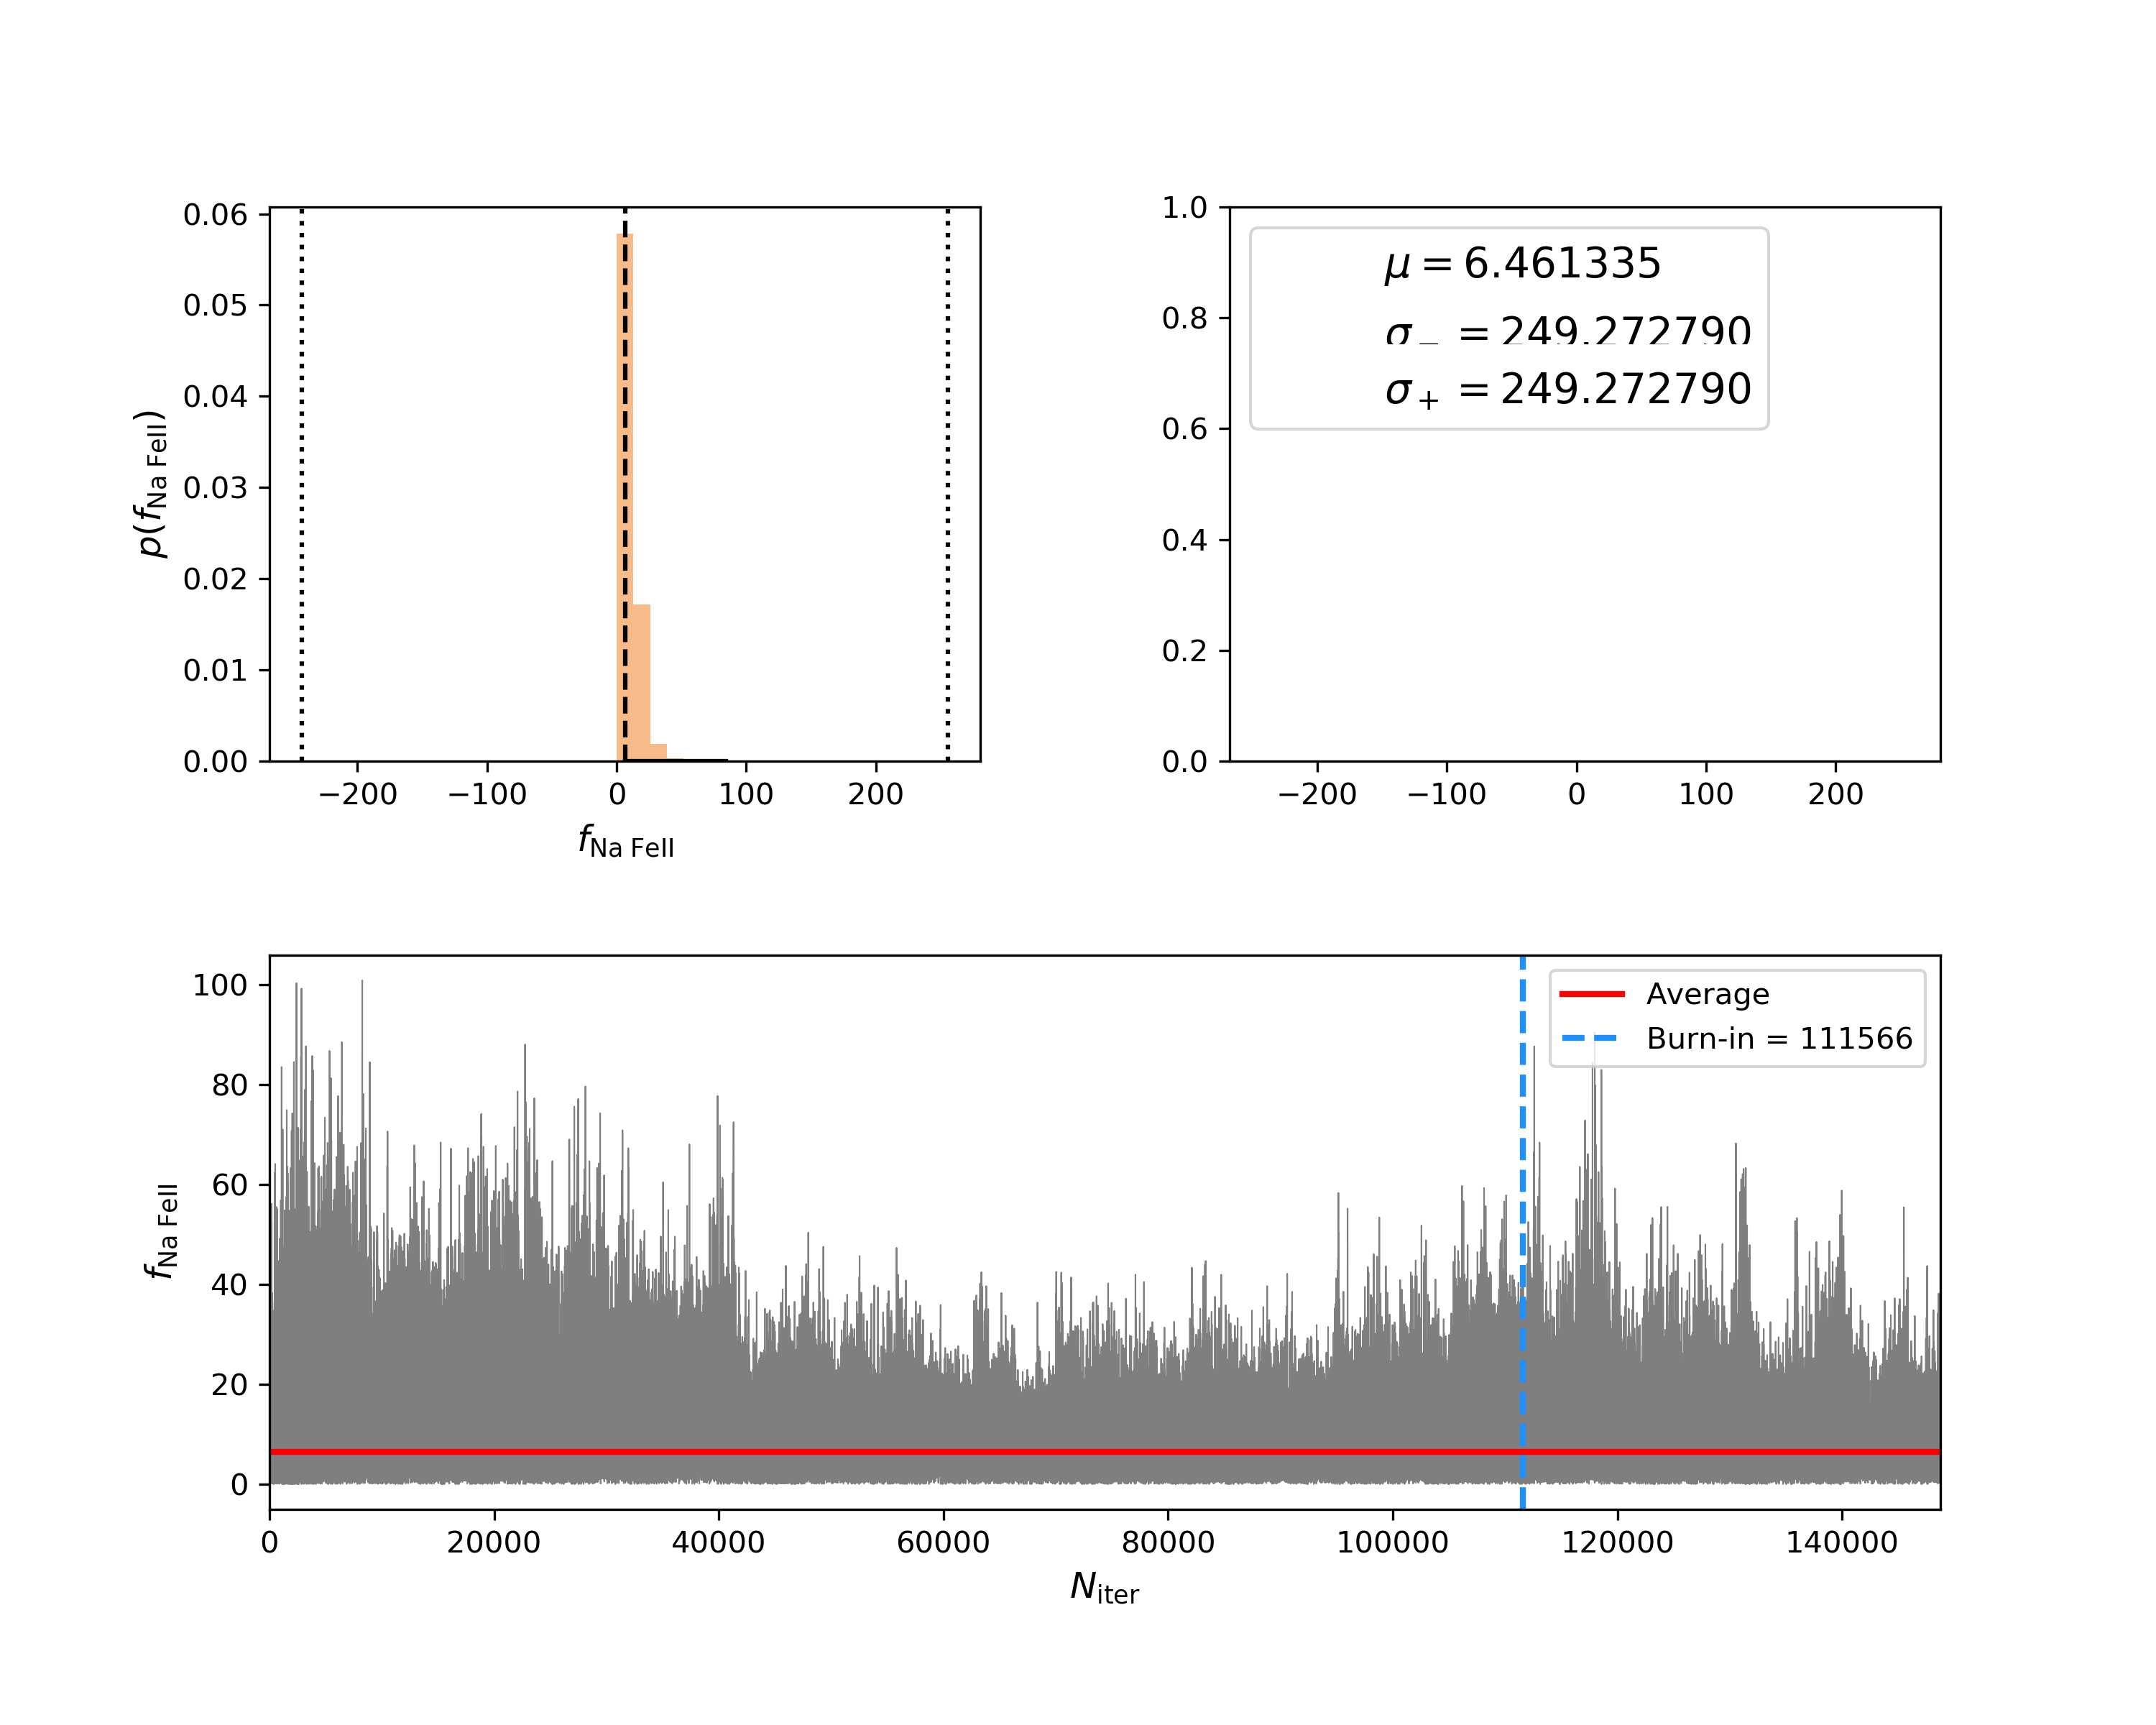 0.06
0.05
0.04
0.03
0.02
0.01
0.00
p(f_Na FeII)
−200 −100 0 100 200
f_Na FeII
1.0
0.8
0.6
0.4
0.2
0.0
μ = 6.461335
σ_− = 249.272790
σ_+ = 249.272790
−200 −100 0 100 200
100
80
60
40
20
0
f_Na FeII
Average
Burn-in = 111566
0 20000 40000 60000 80000 100000 120000 140000
N_iter